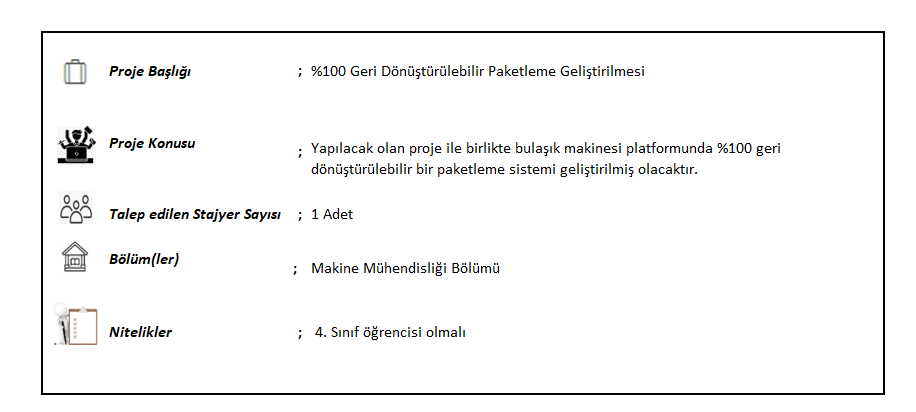 Proje Başlığı ; %100 Geri Dönüştürülebilir Paketleme Geliştirilmesi
Proje Konusu ; Yapılacak olan proje ile birlikte bulaşık makinesi platformunda %100 geri
dönüştürülebilir bir paketleme sistemi geliştirilmiş olacaktır.
Talep edilen Stajyer Sayısı ; 1 Adet
Bölüm(ler) ; Makine Mühendisliği Bölümü
Nitelikler ; 4. Sınıf öğrencisi olmalı